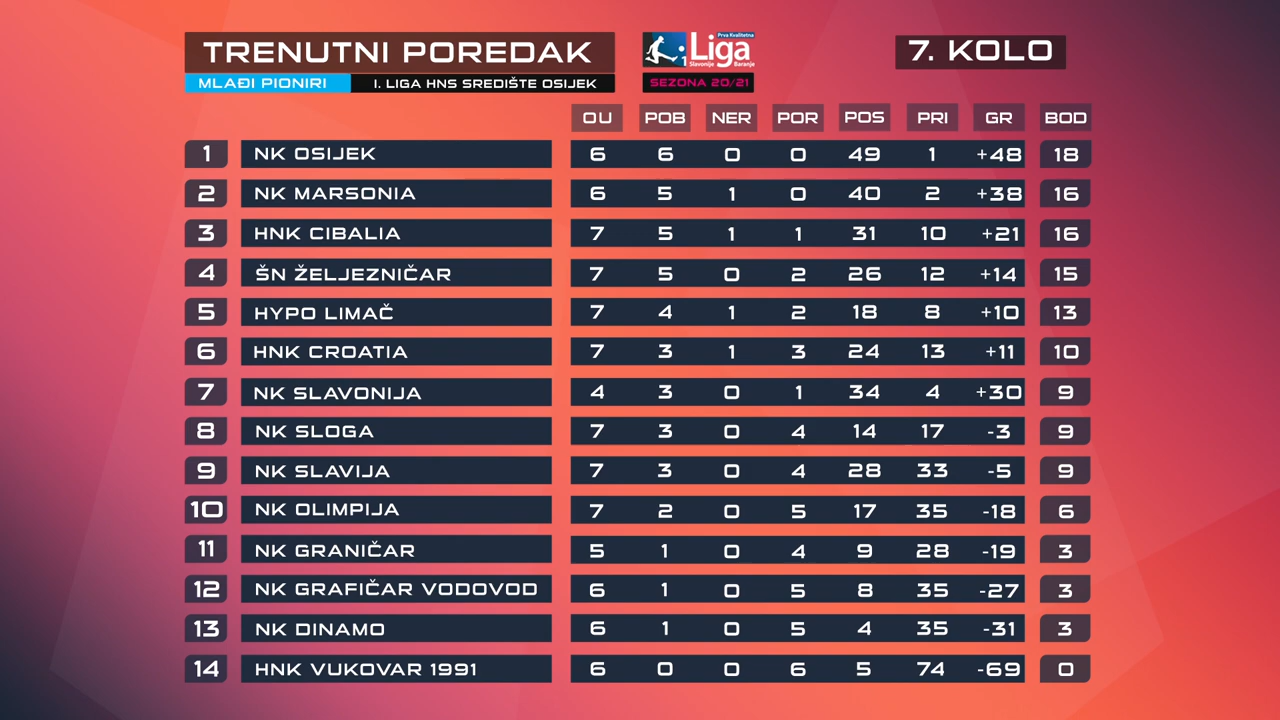 TRENUTNI POREDAK
MLAĐI PIONIRI
I. LIGA HNS SREDIŠTE OSIJEK
Prva Kvalitetna
1.Liga
Slavonije Baranje
SEZONA 20/21
7. KOLO
OU POB NER POR POS PRI GR BOD
1 NK OSIJEK 6 6 0 0 49 1 +48 18
2 NK MARSONIA 6 5 1 0 40 2 +38 16
3 HNK CIBALIA 7 5 1 1 31 10 +21 16
4 ŠN ŽELJEZNIČAR 7 5 0 2 26 12 +14 15
5 HYPO LIMAČ 7 4 1 2 18 8 +10 13
6 HNK CROATIA 7 3 1 3 24 13 +11 10
7 NK SLAVONIJA 4 3 0 1 34 4 +30 9
8 NK SLOGA 7 3 0 4 14 17 -3 9
9 NK SLAVIJA 7 3 0 4 28 33 -5 9
10 NK OLIMPIJA 7 2 0 5 17 35 -18 6
11 NK GRANIČAR 5 1 0 4 9 28 -19 3
12 NK GRAFIČAR VODOVOD 6 1 0 5 8 35 -27 3
13 NK DINAMO 6 1 0 5 4 35 -31 3
14 HNK VUKOVAR 1991 6 0 0 6 5 74 -69 0